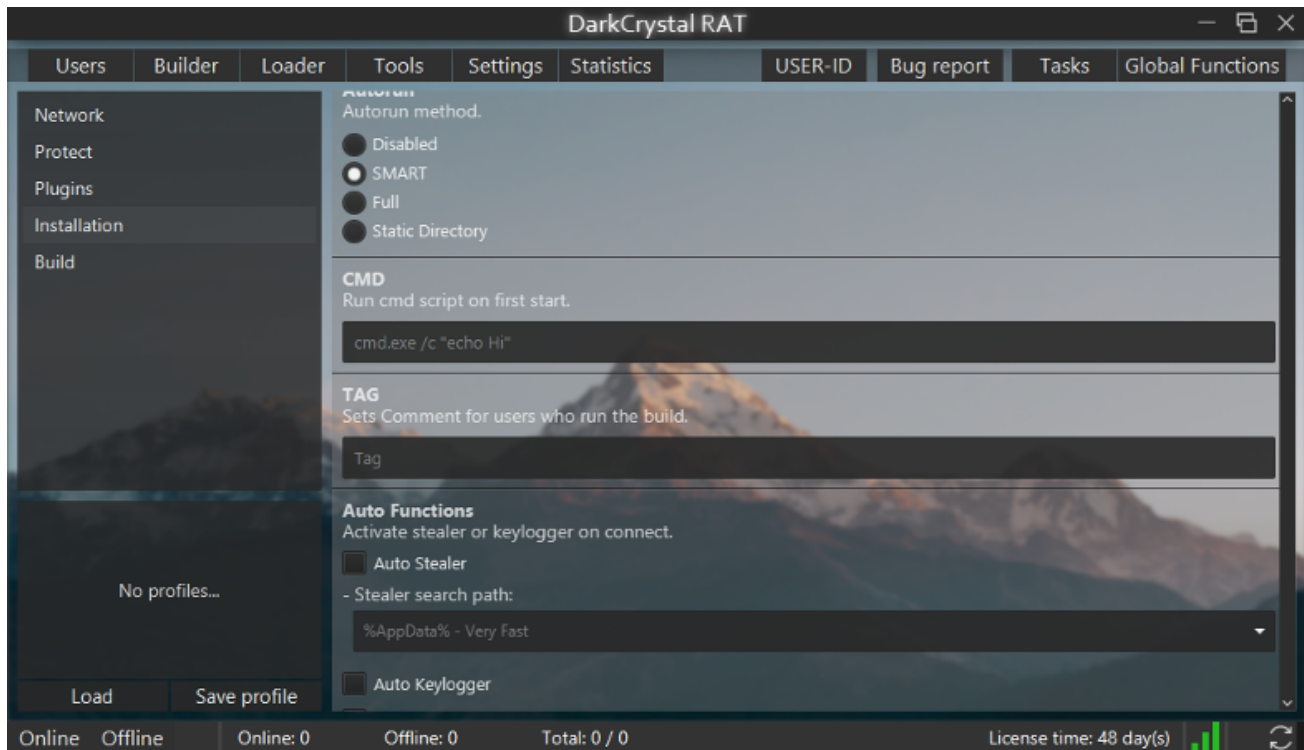 DarkCrystal RAT
Users Builder Loader Tools Settings Statistics USER-ID Bug report Tasks Global Functions
Network
Protect
Plugins
Installation
Build
No profiles...
Load Save profile
Autorun
Autorun method.
Disabled
SMART
Full
Static Directory
CMD
Run cmd script on first start.
cmd.exe /c "echo Hi"
TAG
Sets Comment for users who run the build.
Tag
Auto Functions
Activate stealer or keylogger on connect.
Auto Stealer
- Stealer search path:
%AppData% - Very Fast
Auto Keylogger
Online Offline Online: 0 Offline: 0 Total: 0 / 0 License time: 48 day(s)